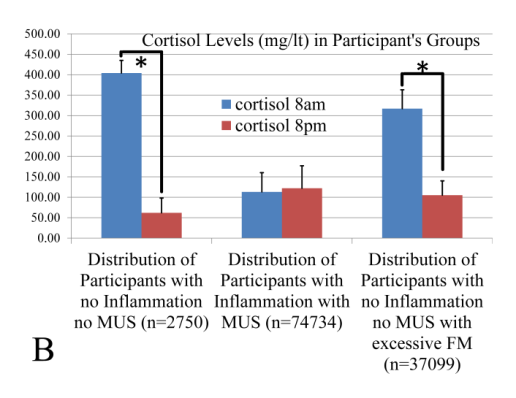 Cortisol Levels (mg/lt) in Participant's Groups
500.00
450.00
400.00
350.00
300.00
250.00
200.00
150.00
100.00
50.00
0.00
*
*
cortisol 8am
cortisol 8pm
Distribution of
Participants with
no Inflammation
no MUS (n=2750)
Distribution of
Participants with
Inflammation with
MUS (n=74734)
Distribution of
Participants with
no Inflammation
no MUS with
excessive FM
(n=37099)
B